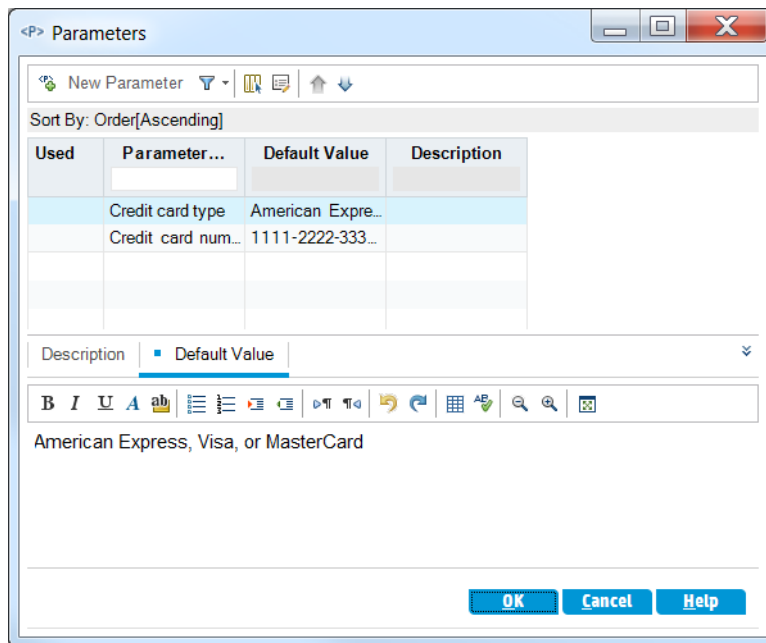 <P> Parameters
New Parameter
Sort By: Order[Ascending]
Used Parameter... Default Value Description
Credit card type American Expre...
Credit card num... 1111-2222-333...
Description Default Value
B I U A ab
American Express, Visa, or MasterCard
OK Cancel Help